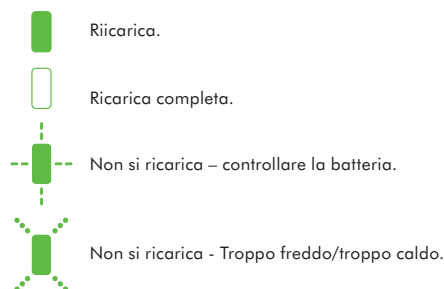 Riicarica.
Ricarica completa.
Non si ricarica – controllare la batteria.
Non si ricarica - Troppo freddo/troppo caldo.